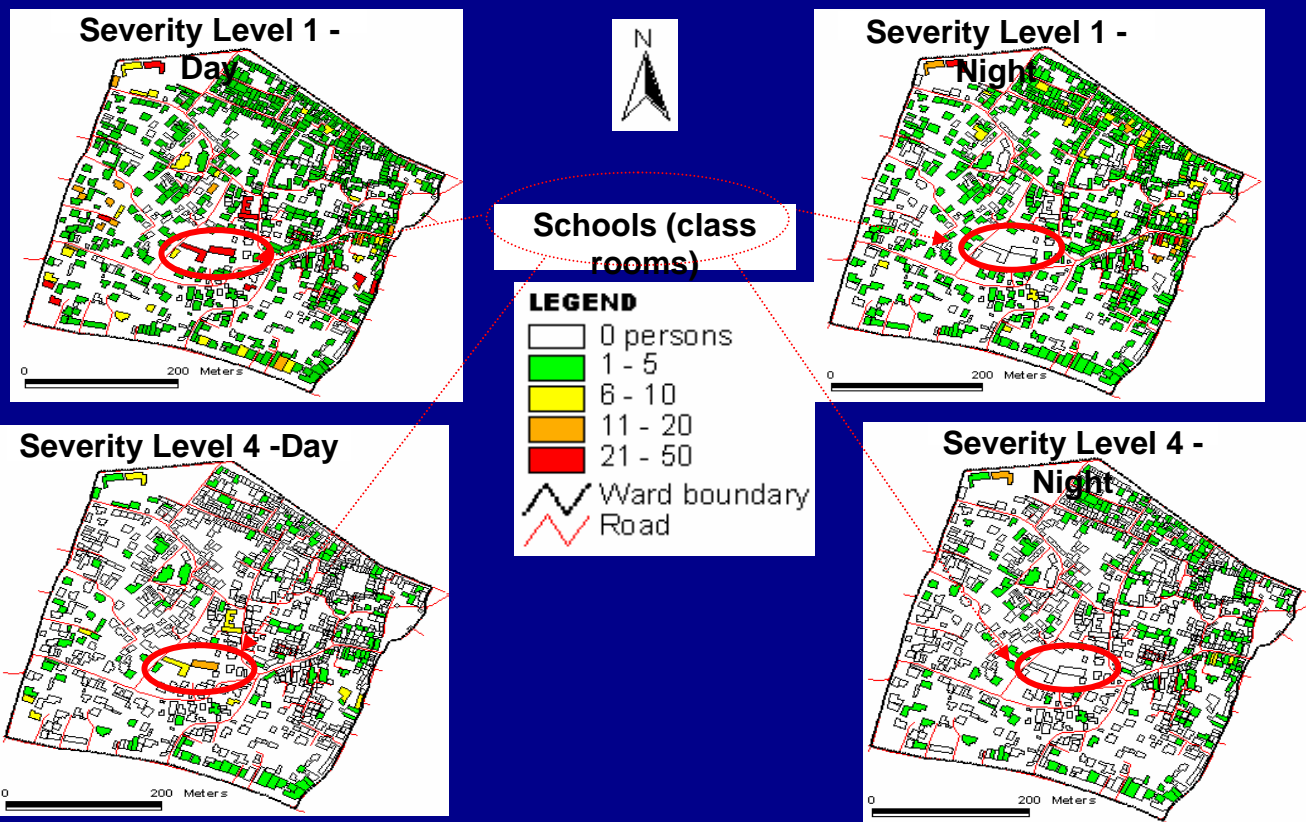 Severity Level 1 -
Day
0
200 Meters
N
Severity Level 1 -
Night
0
200 Meters
Schools (class
rooms)
LEGEND
0 persons
1 - 5
6 - 10
11 - 20
21 - 50
Ward boundary
Road
Severity Level 4 -Day
0
200 Meters
Severity Level 4 -
Night
0
200 Meters